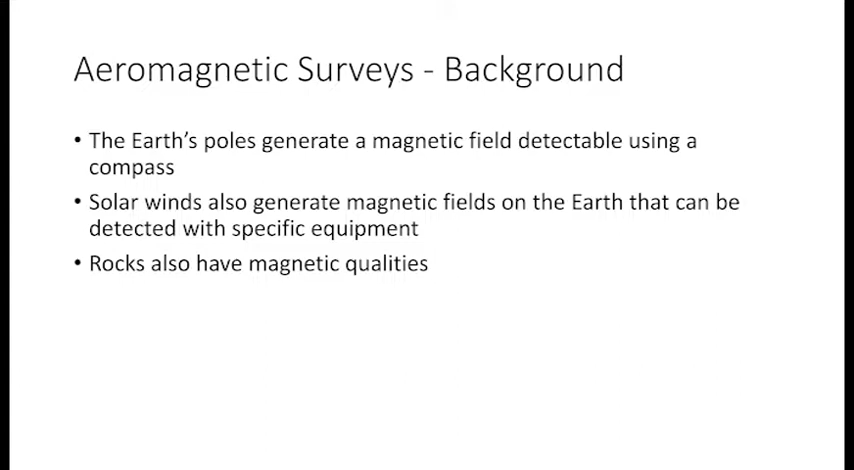 Aeromagnetic Surveys - Background
• The Earth's poles generate a magnetic field detectable using a
compass
• Solar winds also generate magnetic fields on the Earth that can be
detected with specific equipment
• Rocks also have magnetic qualities